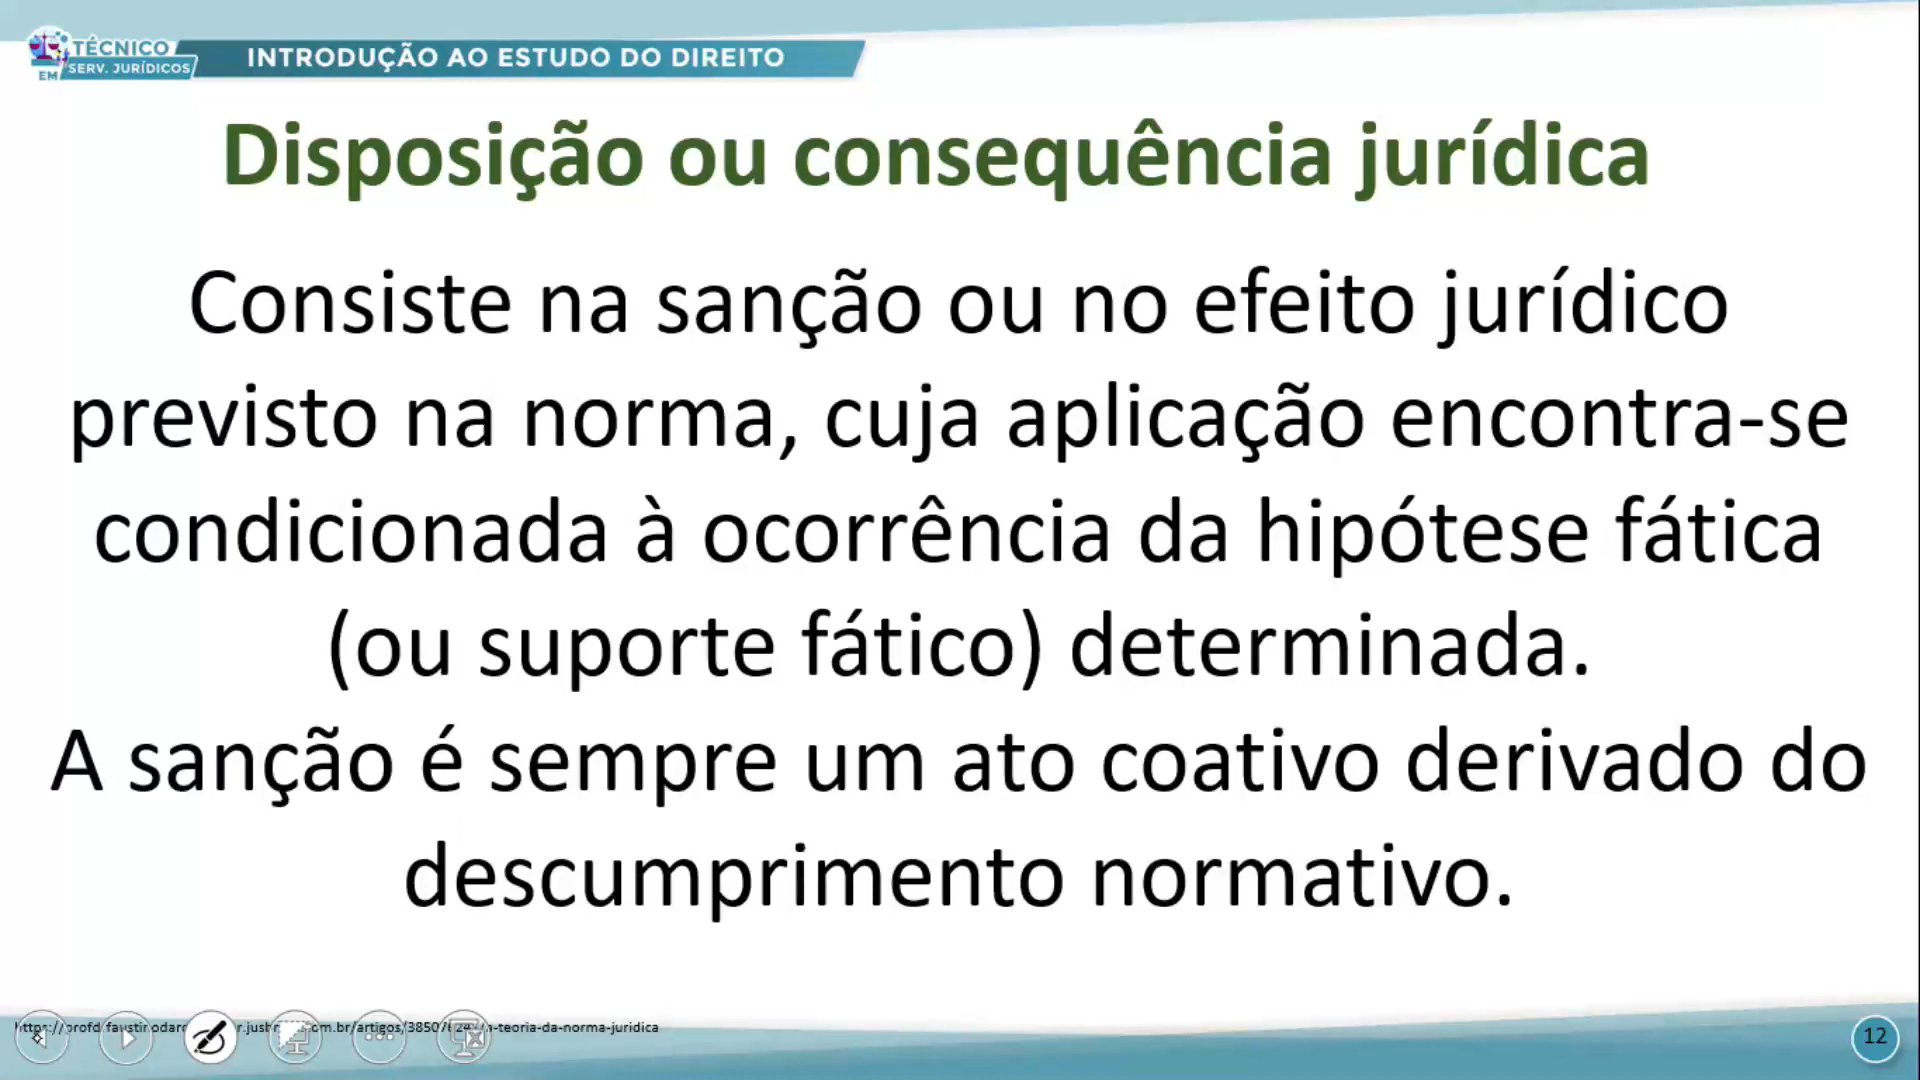 TÉCNICO
EM SERV. JURÍDICOS
INTRODUÇÃO AO ESTUDO DO DIREITO
Disposição ou consequência jurídica
Consiste na sanção ou no efeito jurídico
previsto na norma, cuja aplicação encontra-se
condicionada à ocorrência da hipótese fática
(ou suporte fático) determinada.
A sanção é sempre um ato coativo derivado do
descumprimento normativo.
-teoria-da-norma-juridica
12